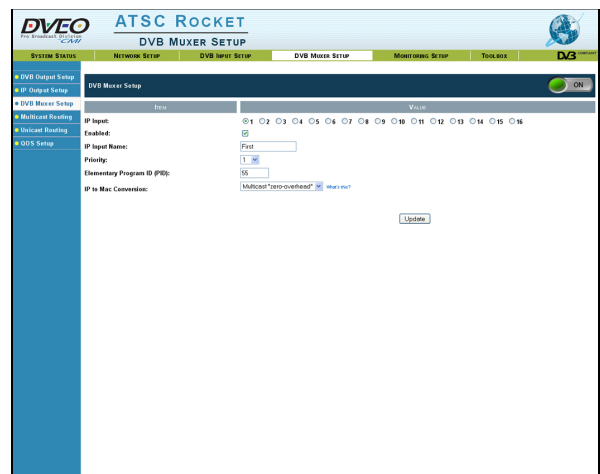 DVEO
Pro Broadcast Division
CMI
ATSC ROCKET
DVB MUXER SETUP
SYSTEM STATUS NETWORK SETUP DVB INPUT SETUP DVB MUXER SETUP MONITORING SETUP TOOLBOX DVB COMPLIANT
DVB Output Setup
IP Output Setup
DVB Muxer Setup
Multicast Routing
Unicast Routing
QOS Setup
DVB Muxer Setup ON
ITEM VALUE
IP Input: 1 2 3 4 5 6 7 8 9 10 11 12 13 14 15 16
Enabled:
IP Input Name: First
Priority: 1
Elementary Program ID (PID): 55
IP to Mac Conversion: Multicast "zero-overhead" What's this?
Update